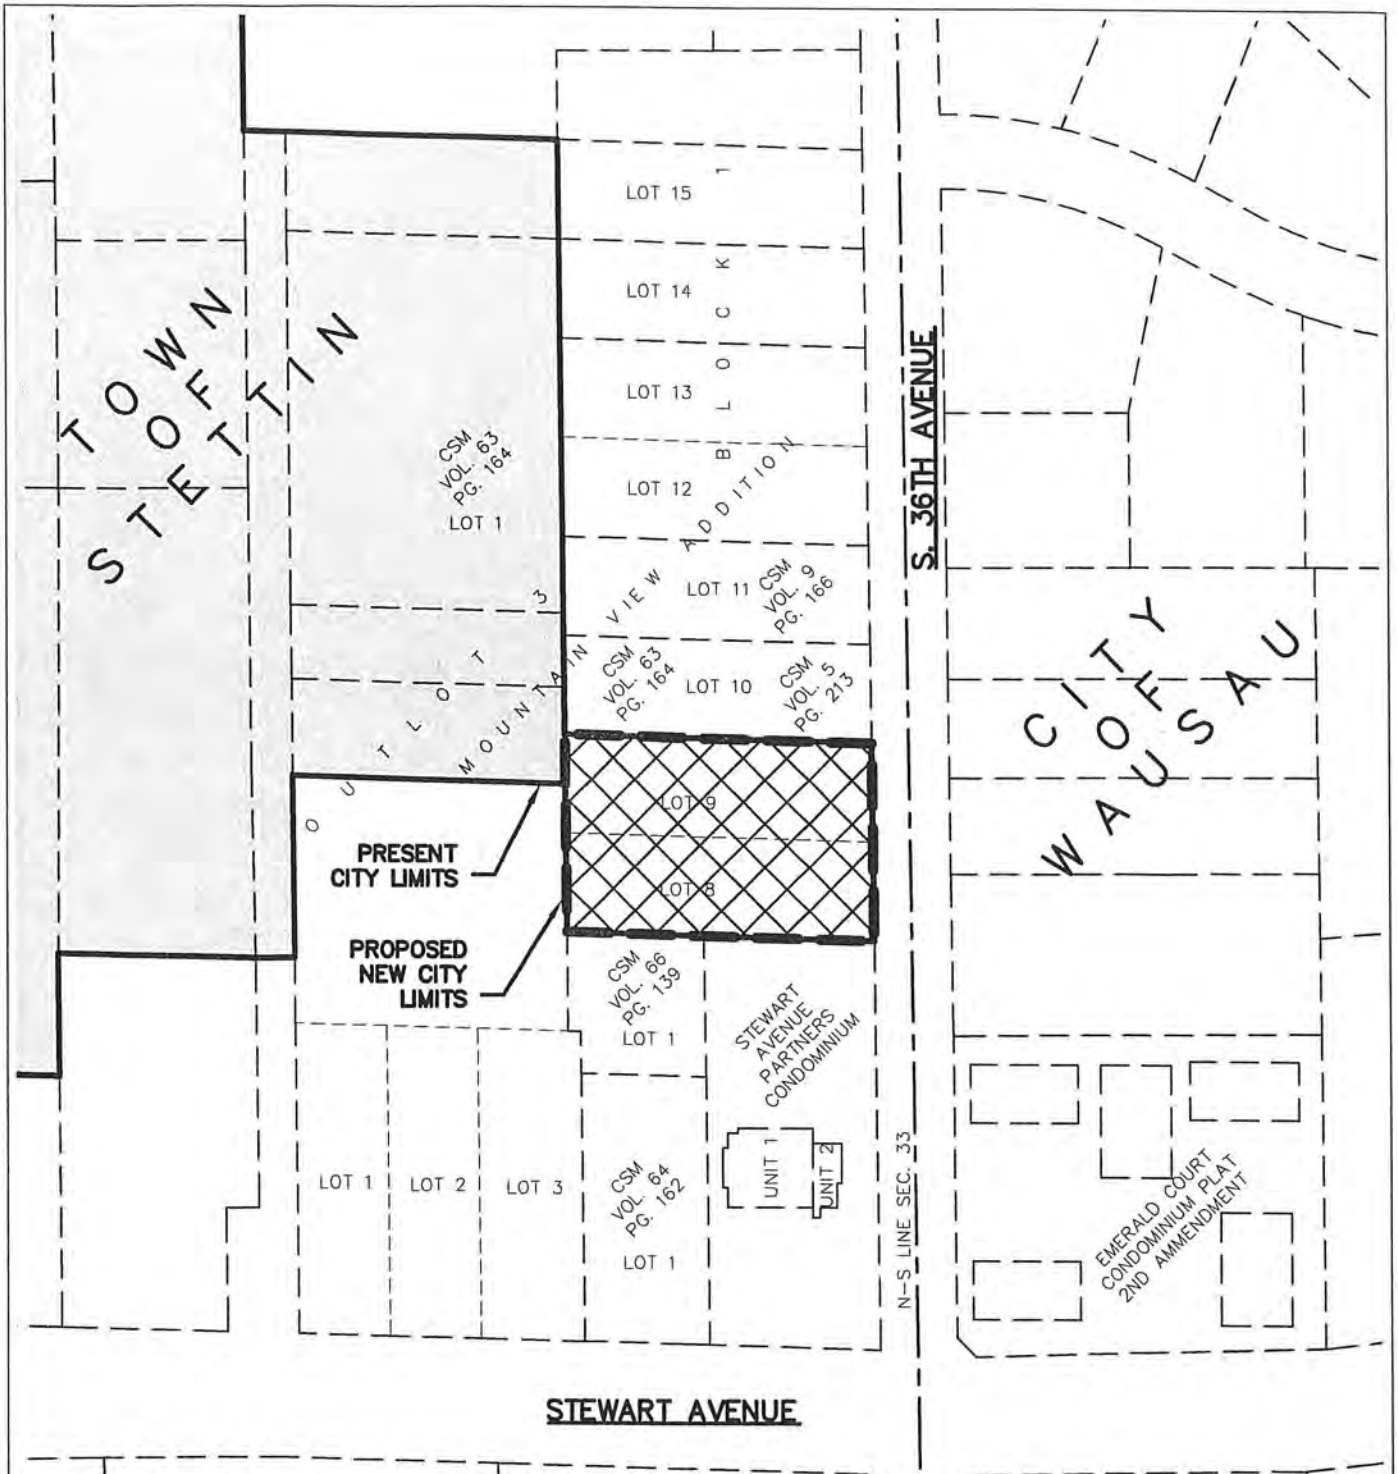 LOT 15
BLOCK 1
LOT 14
LOT 13
S. 36TH AVENUE
TOWN
OF
STETTIN
CSM
VOL. 63
PG. 164
LOT 1
LOT 12
MOUNTAIN VIEW ADDITION
LOT 11
CSM
VOL. 9
PG. 166
OUTLOT 3
CSM
VOL. 63
PG. 164
LOT 10
CSM
VOL. 5
PG. 213
CITY
OF
WAUSAU
LOT 9
LOT 8
PRESENT
CITY LIMITS
PROPOSED
NEW CITY
LIMITS
CSM
VOL. 66
PG. 139
LOT 1
STEWART
AVENUE
PARTNERS
CONDOMINIUM
LOT 1
LOT 2
LOT 3
CSM
VOL. 64
PG. 162
LOT 1
UNIT 1
UNIT 2
N-S LINE SEC. 33
EMERALD COURT
CONDOMINIUM PLAT
2ND AMMENDMENT
STEWART AVENUE